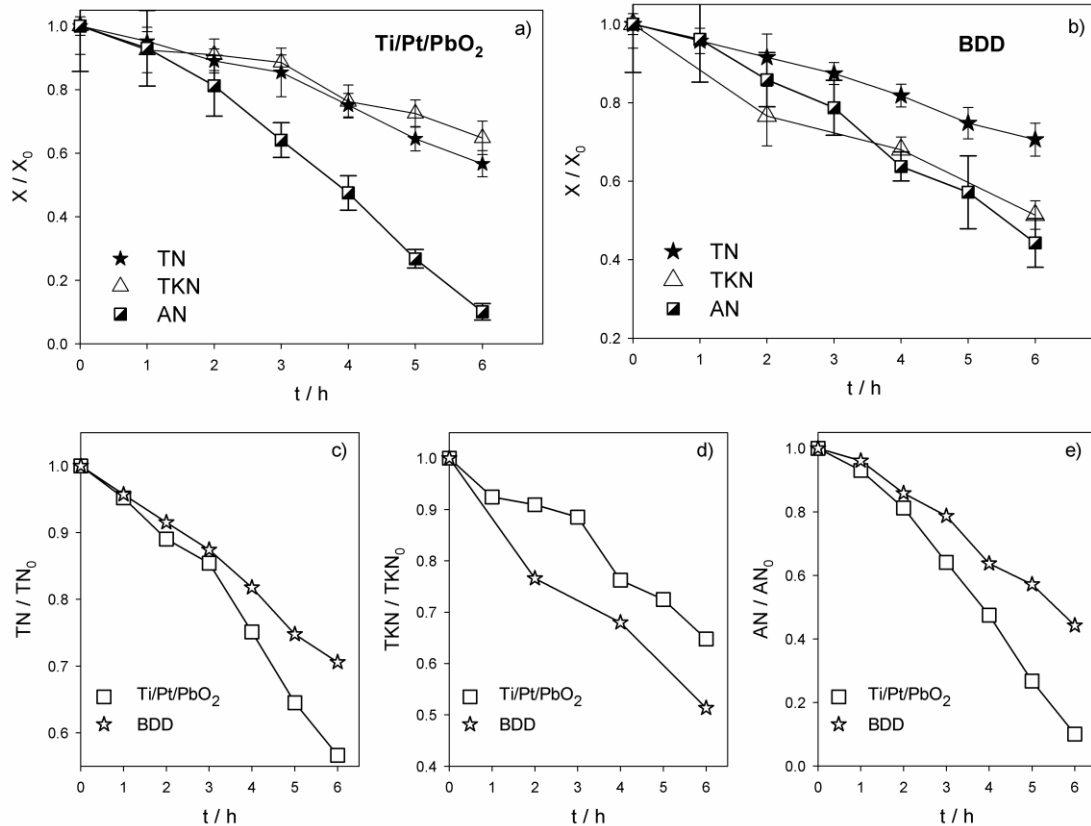 a)
Ti/Pt/PbO₂
X / X₀
1.0
0.8
0.6
0.4
0.2
0.0
TN
TKN
AN
0 1 2 3 4 5 6
t / h
b)
BDD
X / X₀
1.0
0.8
0.6
0.4
0.2
TN
TKN
AN
0 1 2 3 4 5 6
t / h
c)
TN / TN₀
1.0
0.9
0.8
0.7
0.6
Ti/Pt/PbO₂
BDD
0 1 2 3 4 5 6
t / h
d)
TKN / TKN₀
1.0
0.9
0.8
0.7
0.6
0.5
0.4
Ti/Pt/PbO₂
BDD
0 1 2 3 4 5 6
t / h
e)
AN / AN₀
1.0
0.8
0.6
0.4
0.2
0.0
Ti/Pt/PbO₂
BDD
0 1 2 3 4 5 6
t / h